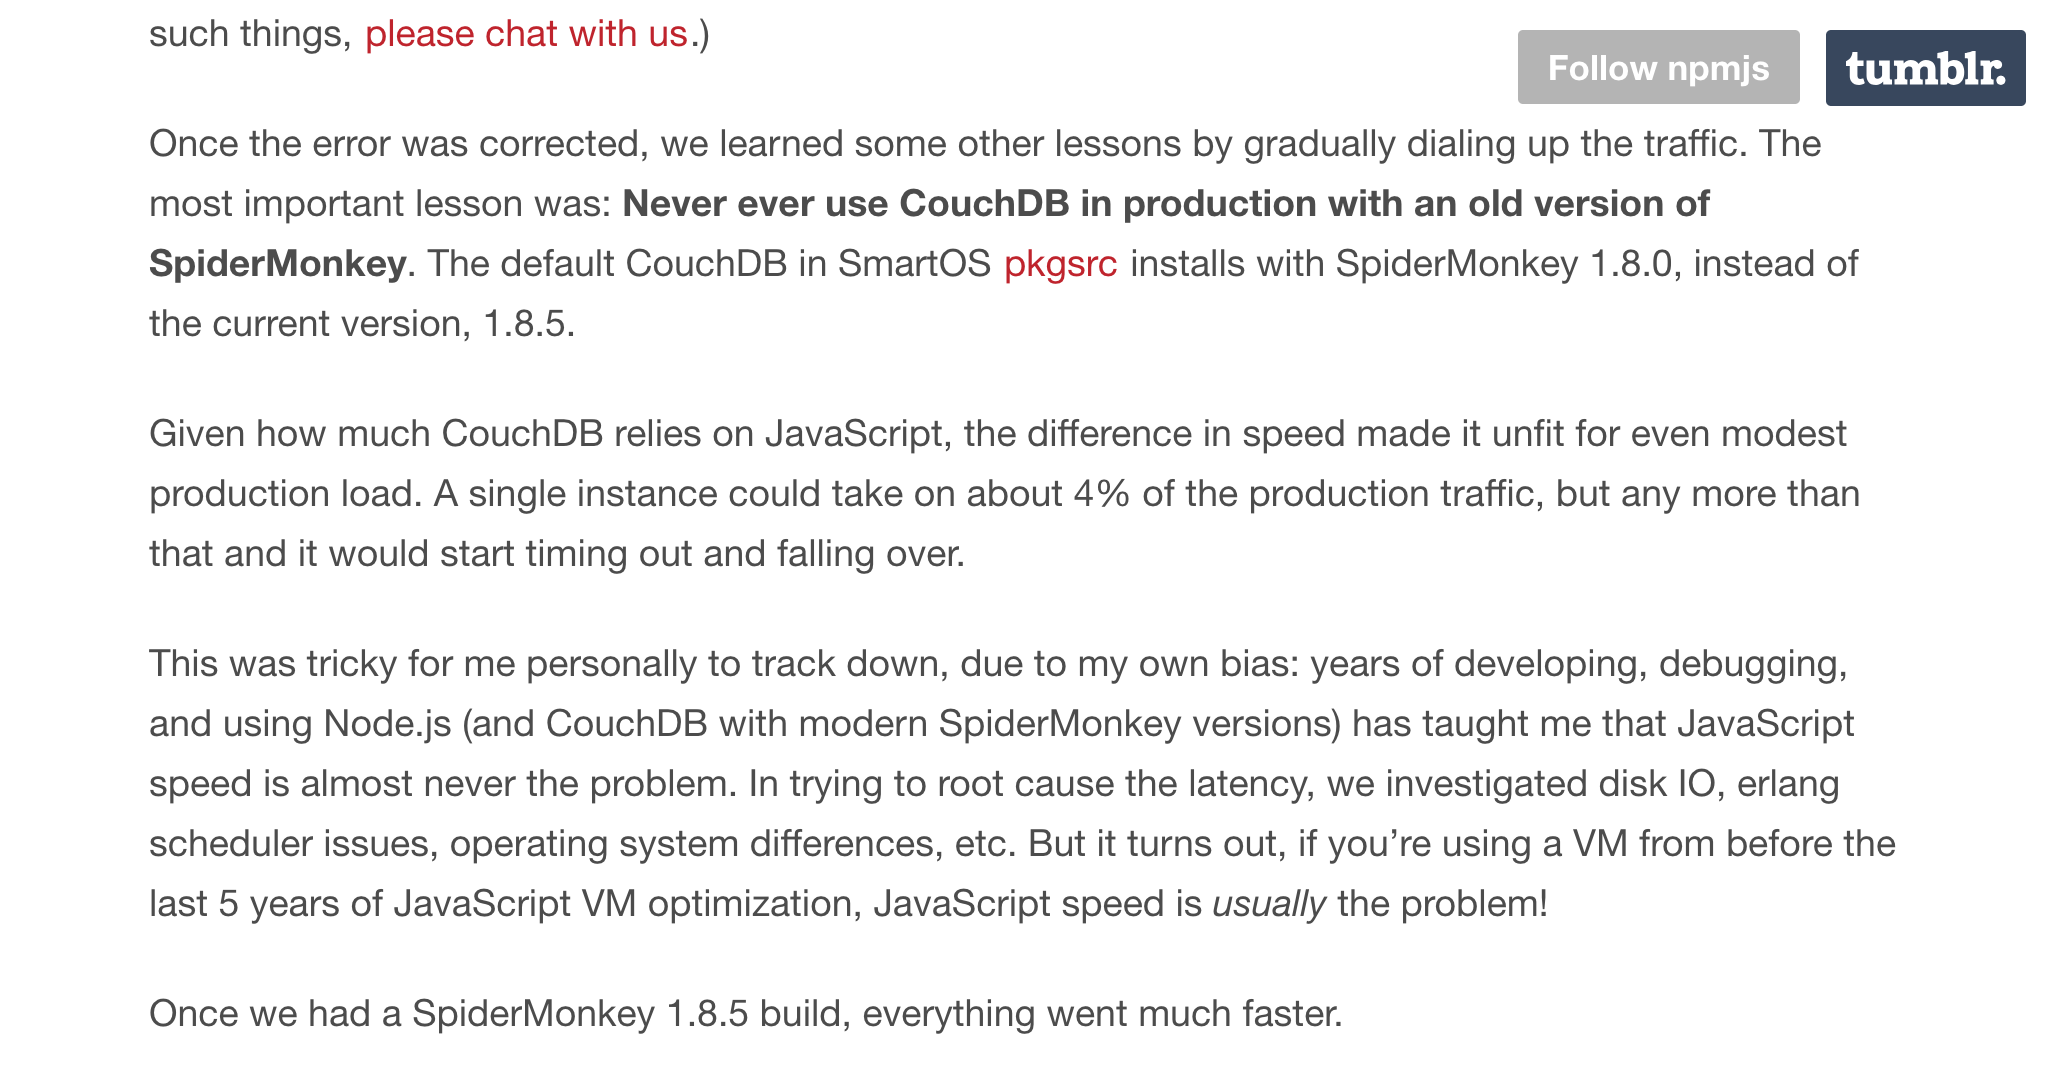 such things, please chat with us.)
Follow npmjs
tumblr.
Once the error was corrected, we learned some other lessons by gradually dialing up the traffic. The
most important lesson was: Never ever use CouchDB in production with an old version of
SpiderMonkey. The default CouchDB in SmartOS pkgsrc installs with SpiderMonkey 1.8.0, instead of
the current version, 1.8.5.
Given how much CouchDB relies on JavaScript, the difference in speed made it unfit for even modest
production load. A single instance could take on about 4% of the production traffic, but any more than
that and it would start timing out and falling over.
This was tricky for me personally to track down, due to my own bias: years of developing, debugging,
and using Node.js (and CouchDB with modern SpiderMonkey versions) has taught me that JavaScript
speed is almost never the problem. In trying to root cause the latency, we investigated disk IO, erlang
scheduler issues, operating system differences, etc. But it turns out, if you’re using a VM from before the
last 5 years of JavaScript VM optimization, JavaScript speed is usually the problem!
Once we had a SpiderMonkey 1.8.5 build, everything went much faster.